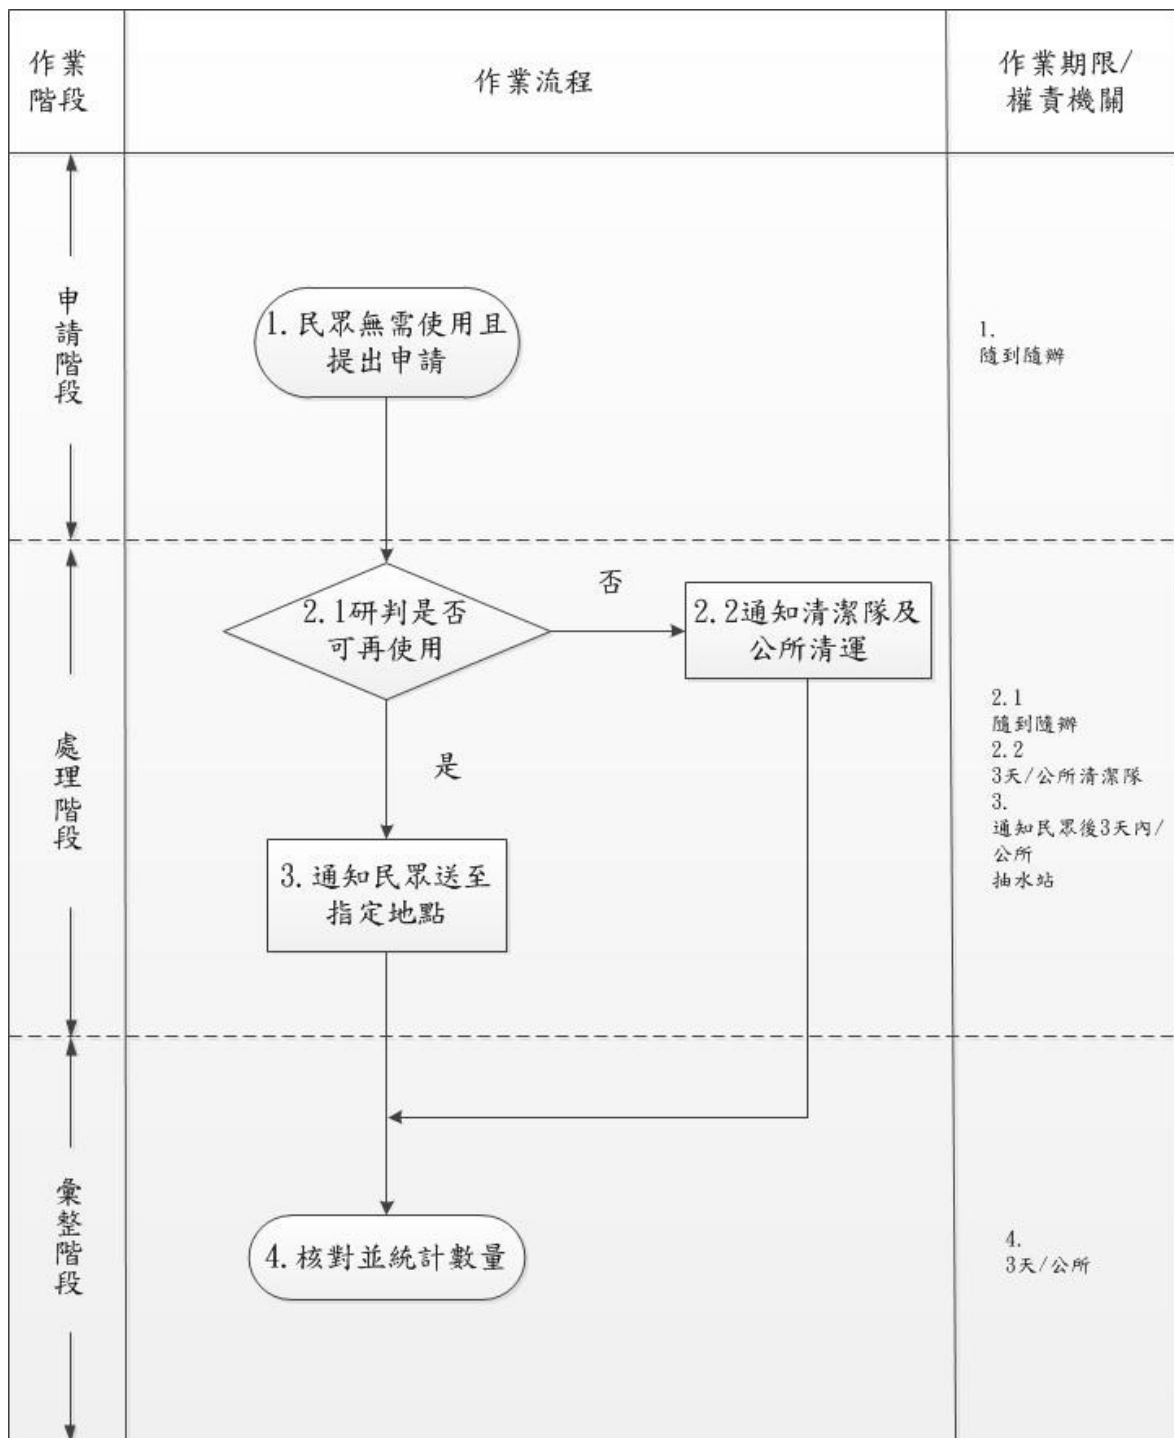 作業
階段
作業流程
作業期限/
權責機關
申請階段
1.民眾無需使用且
提出申請
1.
隨到隨辦
處理階段
2.1研判是否
可再使用
否
2.2通知清潔隊及
公所清運
是
3.通知民眾送至
指定地點
2.1
隨到隨辦
2.2
3天/公所清潔隊
3.
通知民眾後3天內/
公所
抽水站
彙整階段
4.核對並統計數量
4.
3天/公所